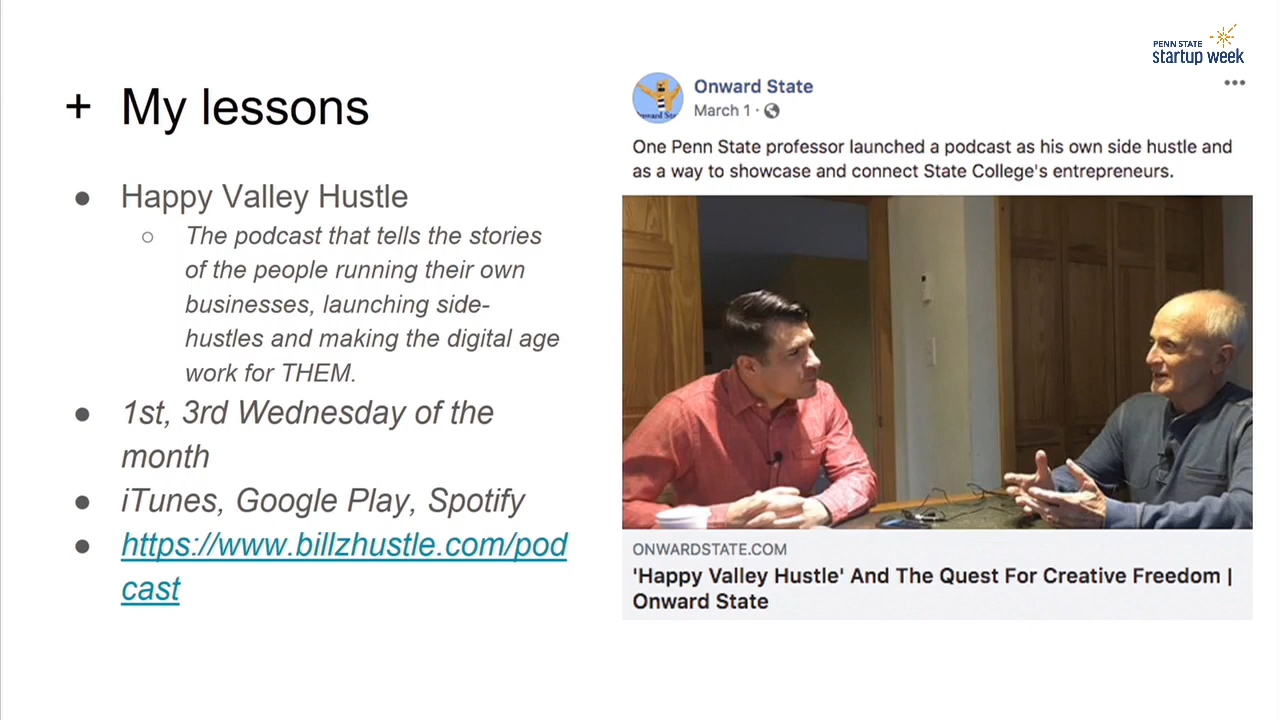 PENN STATE
startup week
+ My lessons
● Happy Valley Hustle
○ The podcast that tells the stories
of the people running their own
businesses, launching side-
hustles and making the digital age
work for THEM.
● 1st, 3rd Wednesday of the
month
● iTunes, Google Play, Spotify
● https://www.billzhustle.com/pod
cast
Onward State
March 1 ·
One Penn State professor launched a podcast as his own side hustle and
as a way to showcase and connect State College's entrepreneurs.
ONWARDSTATE.COM
'Happy Valley Hustle' And The Quest For Creative Freedom |
Onward State